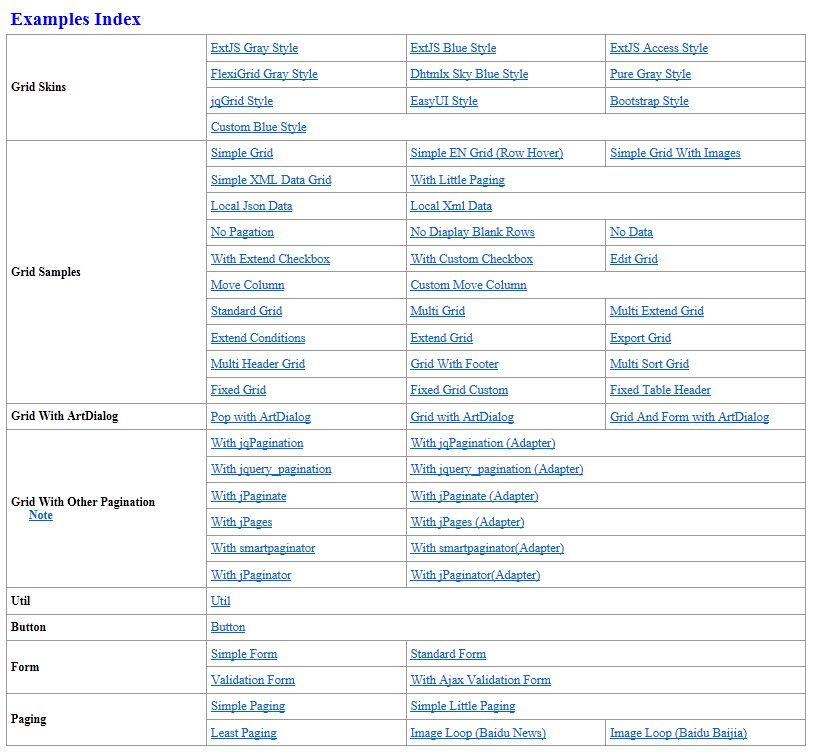 Examples Index
Grid Skins
ExtJS Gray Style ExtJS Blue Style ExtJS Access Style
FlexiGrid Gray Style Dhtmlx Sky Blue Style Pure Gray Style
jqGrid Style EasyUI Style Bootstrap Style
Custom Blue Style
Grid Samples
Simple Grid Simple EN Grid (Row Hover) Simple Grid With Images
Simple XML Data Grid With Little Paging
Local Json Data Local Xml Data
No Pagation No Diaplay Blank Rows No Data
With Extend Checkbox With Custom Checkbox Edit Grid
Move Column Custom Move Column
Standard Grid Multi Grid Multi Extend Grid
Extend Conditions Extend Grid Export Grid
Multi Header Grid Grid With Footer Multi Sort Grid
Fixed Grid Fixed Grid Custom Fixed Table Header
Grid With ArtDialog
Pop with ArtDialog Grid with ArtDialog Grid And Form with ArtDialog
Grid With Other Pagination
Note
With jqPagination With jqPagination (Adapter)
With jquery_pagination With jquery_pagination (Adapter)
With jPaginate With jPaginate (Adapter)
With jPages With jPages (Adapter)
With smartpaginator With smartpaginator(Adapter)
With jPaginator With jPaginator(Adapter)
Util
Util
Button
Button
Form
Simple Form Standard Form
Validation Form With Ajax Validation Form
Paging
Simple Paging Simple Little Paging
Least Paging Image Loop (Baidu News) Image Loop (Baidu Baijia)